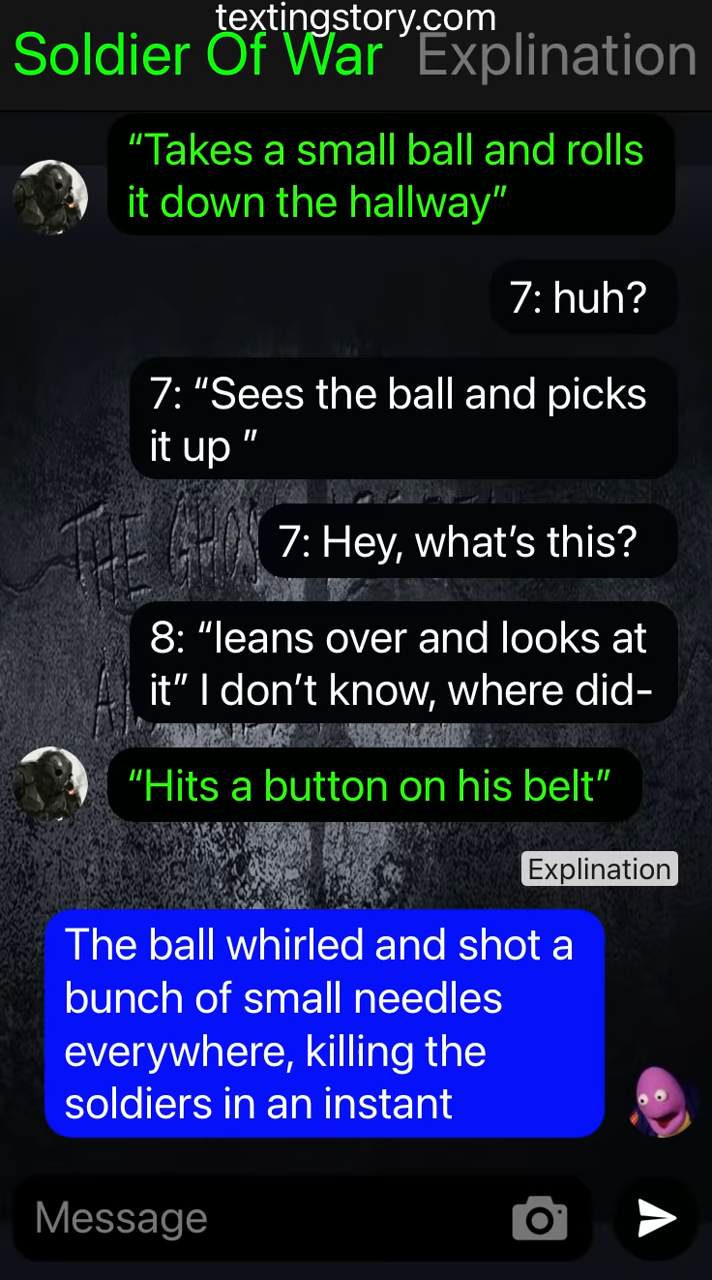 textingstory.com
Soldier Of War Explination
“Takes a small ball and rolls
it down the hallway”
7: huh?
7: “Sees the ball and picks
it up ”
7: Hey, what’s this?
THE GHOS
8: “leans over and looks at
it” I don’t know, where did-
“Hits a button on his belt”
Explination
The ball whirled and shot a
bunch of small needles
everywhere, killing the
soldiers in an instant
Message